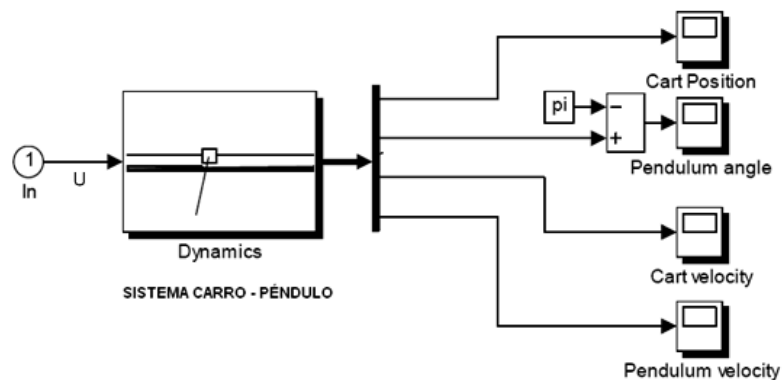 Cart Position
pi
−
+
Pendulum angle
1
In
U
Dynamics
Cart velocity
SISTEMA CARRO - PÉNDULO
Pendulum velocity